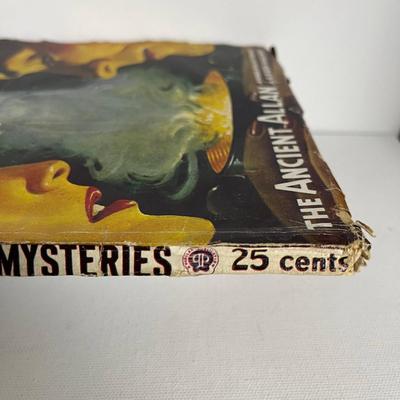 THE ANCIENT ALLAN
MYSTERIES 25 cents